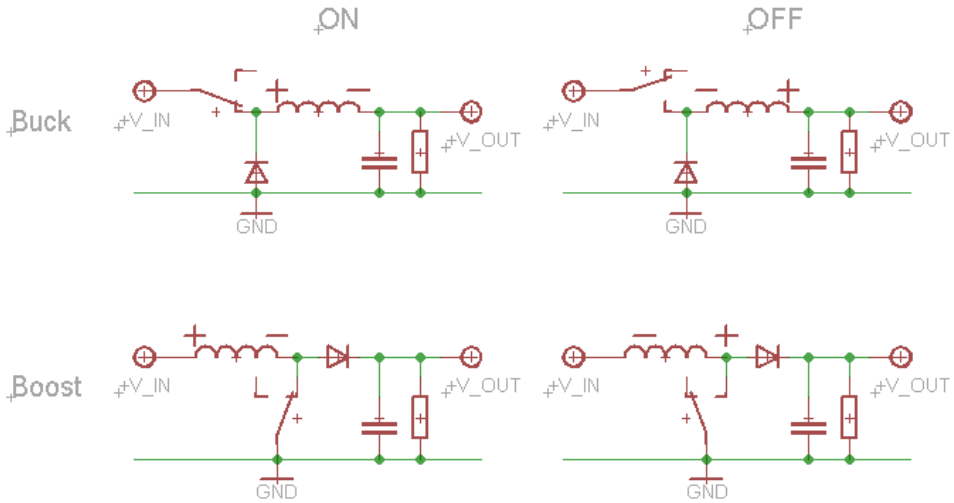 ON OFF
Buck
V_IN V_OUT V_IN V_OUT
GND GND
Boost
V_IN V_OUT V_IN V_OUT
GND GND